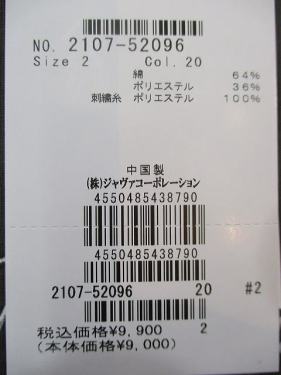 NO. 2107-52096
Size 2 Col. 20
綿 64%
ポリエステル 36%
刺繍糸 ポリエステル 100%
中国製
(株)ジャヴァコーポレーション
4550485438790
4550485438790
2107-52096 20 #2
税込価格¥9,900 2
(本体価格¥9,000)